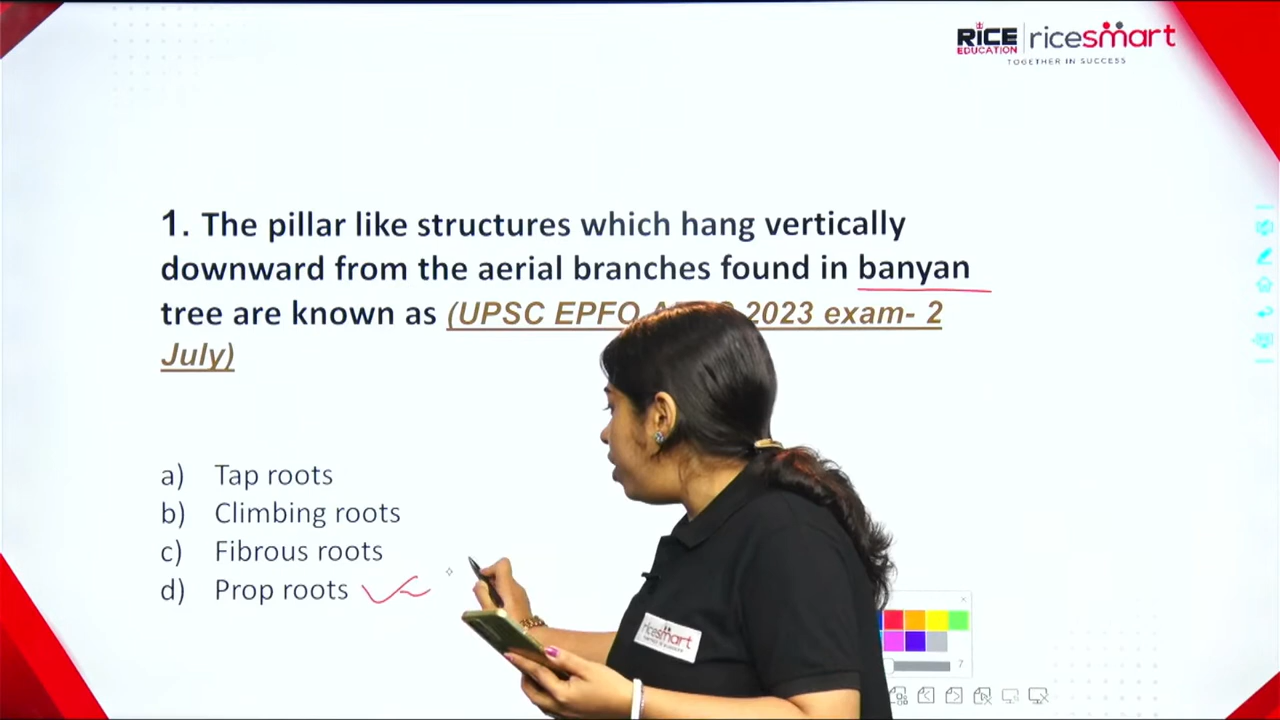 RICE
EDUCATION
ricesmart
TOGETHER IN SUCCESS
1. The pillar like structures which hang vertically
downward from the aerial branches found in banyan
tree are known as (UPSC EPFO 2023 exam- 2
July)
a) Tap roots
b) Climbing roots
c) Fibrous roots
d) Prop roots
ricesmart
7